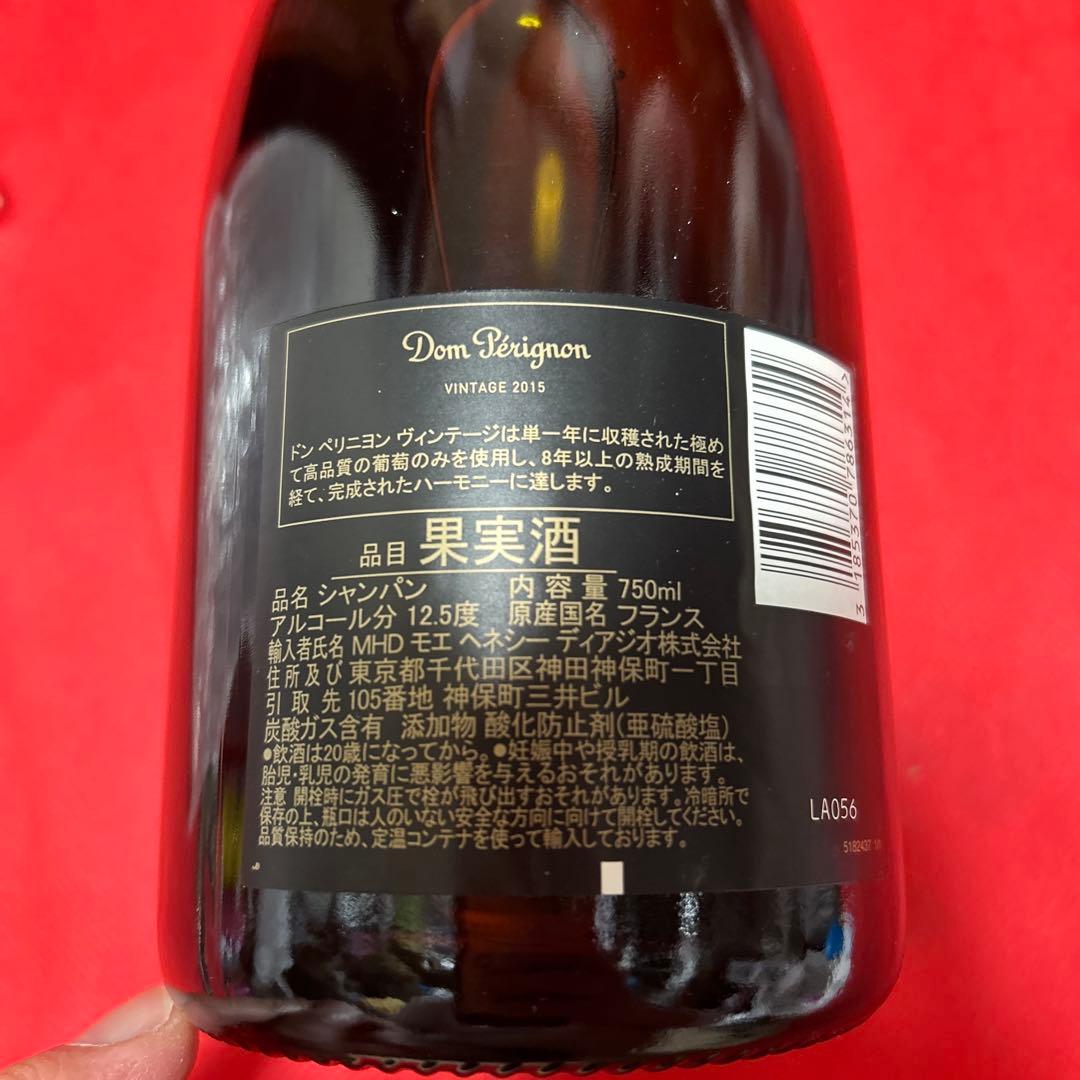 Dom Pérignon
VINTAGE 2015
ドン ペリニヨン ヴィンテージは単一年に収穫された極め
て高品質の葡萄のみを使用し、8年以上の熟成期間を
経て、完成されたハーモニーに達します。
品目 果実酒
品名 シャンパン 内容量 750ml
アルコール分 12.5度 原産国名 フランス
輸入者氏名 MHD モエ ヘネシー ディアジオ株式会社
住所及び 東京都千代田区神田神保町一丁目
引取先 105番地 神保町三井ビル
炭酸ガス含有 添加物 酸化防止剤(亜硫酸塩)
●飲酒は20歳になってから。●妊娠中や授乳期の飲酒は、
胎児・乳児の発育に悪影響を与えるおそれがあります。
注意 開栓時にガス圧で栓が飛び出すおそれがあります。冷暗所で
保存の上、瓶口は人のいない安全な方向に向けて開栓してください。
品質保持のため、定温コンテナを使って輸入しております。
3 185370 786314 >
LA056
5182437